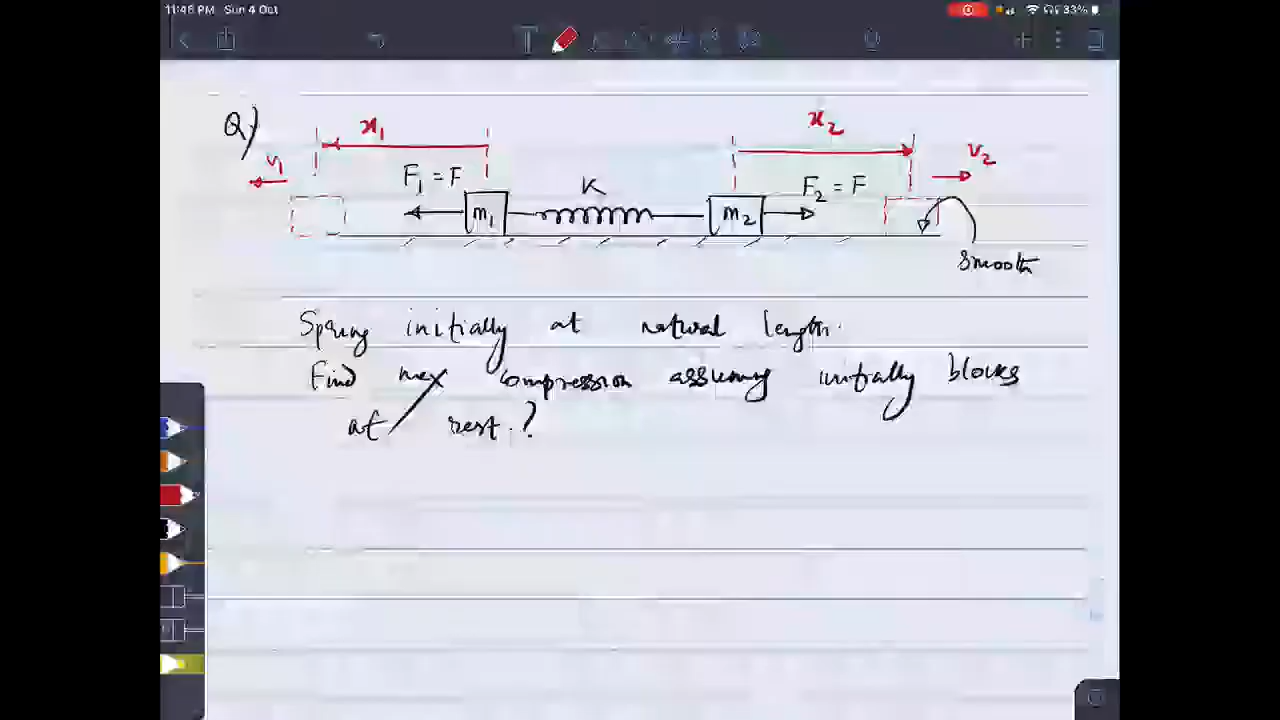 11:48 PM Sun 4 Oct
33%
Q)
x₁
x₂
v₁
v₂
F₁ = F
K
F₂ = F
m₁
m₂
smooth
Spring initially at natural length.
Find max compression assuming initially blocks
at rest.?